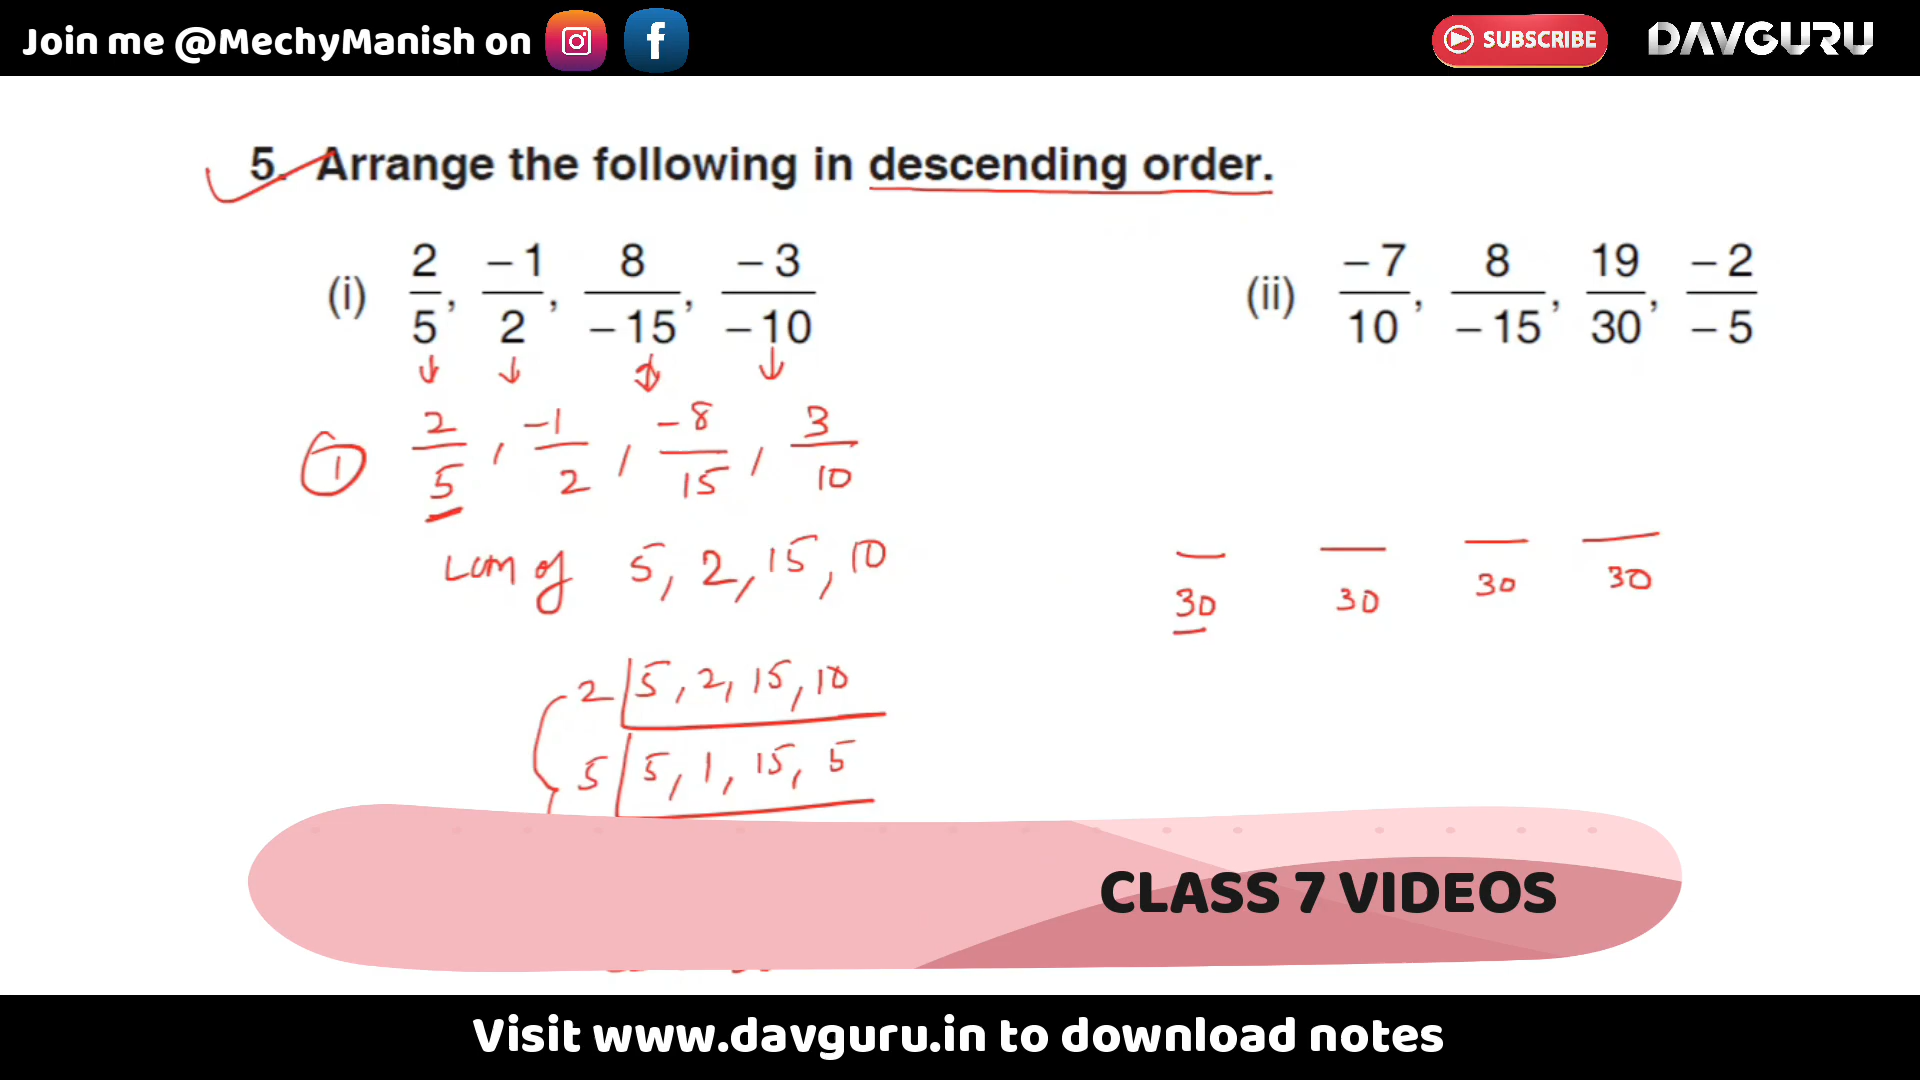 Join me @MechyManish on
SUBSCRIBE
DAVGURU
5. Arrange the following in descending order.
(i) 2/5, -1/2, 8/-15, -3/-10
(ii) -7/10, 8/-15, 19/30, -2/-5
① 2/5, -1/2, -8/15, 3/10
LCM of 5, 2, 15, 10
30 30 30 30
2 | 5, 2, 15, 10
5 | 5, 1, 15, 5
CLASS 7 VIDEOS
Visit www.davguru.in to download notes